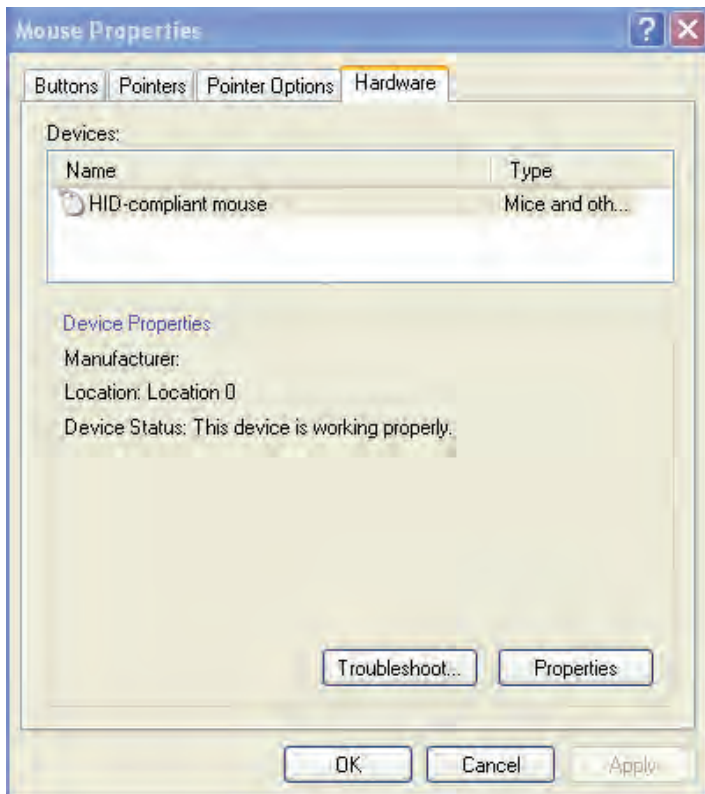 Mouse Properties
Buttons Pointers Pointer Options Hardware
Devices:
Name Type
HID-compliant mouse Mice and oth...
Device Properties
Manufacturer:
Location: Location 0
Device Status: This device is working properly.
Troubleshoot... Properties
OK Cancel Apply